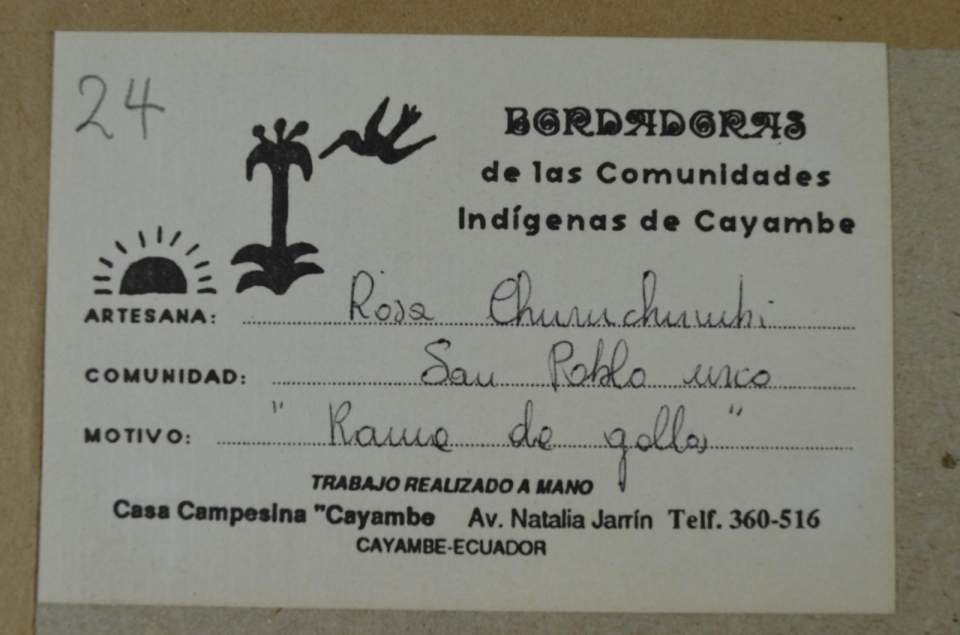 24
BORDADORAS
de las Comunidades
Indígenas de Cayambe
ARTESANA: Rosa
COMUNIDAD: San Pablo urco
MOTIVO: "Rama de gallo"
TRABAJO REALIZADO A MANO
Casa Campesina "Cayambe Av. Natalia Jarrín Telf. 360-516
CAYAMBE-ECUADOR